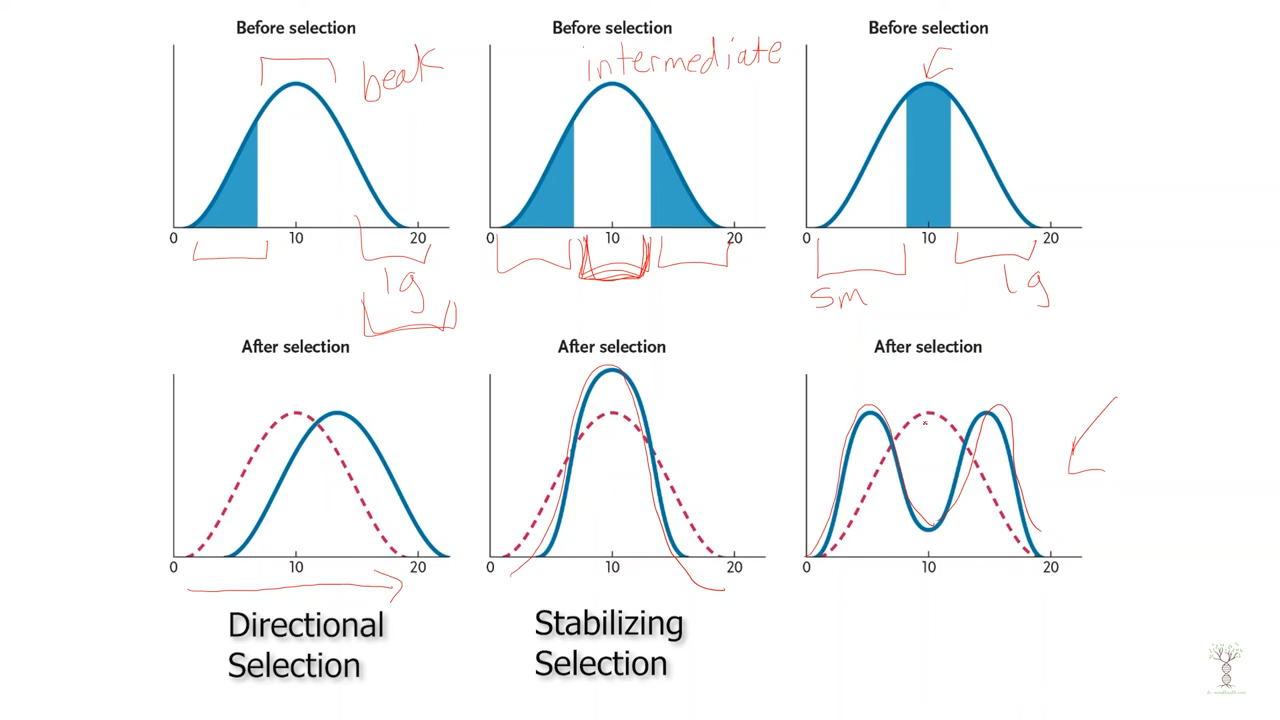 Before selection
Before selection
Before selection
beak
intermediate
0 10 20
0 10 20
0 10 20
lg
sm
lg
After selection
After selection
After selection
0 10 20
0 10 20
0 10 20
Directional
Selection
Stabilizing
Selection